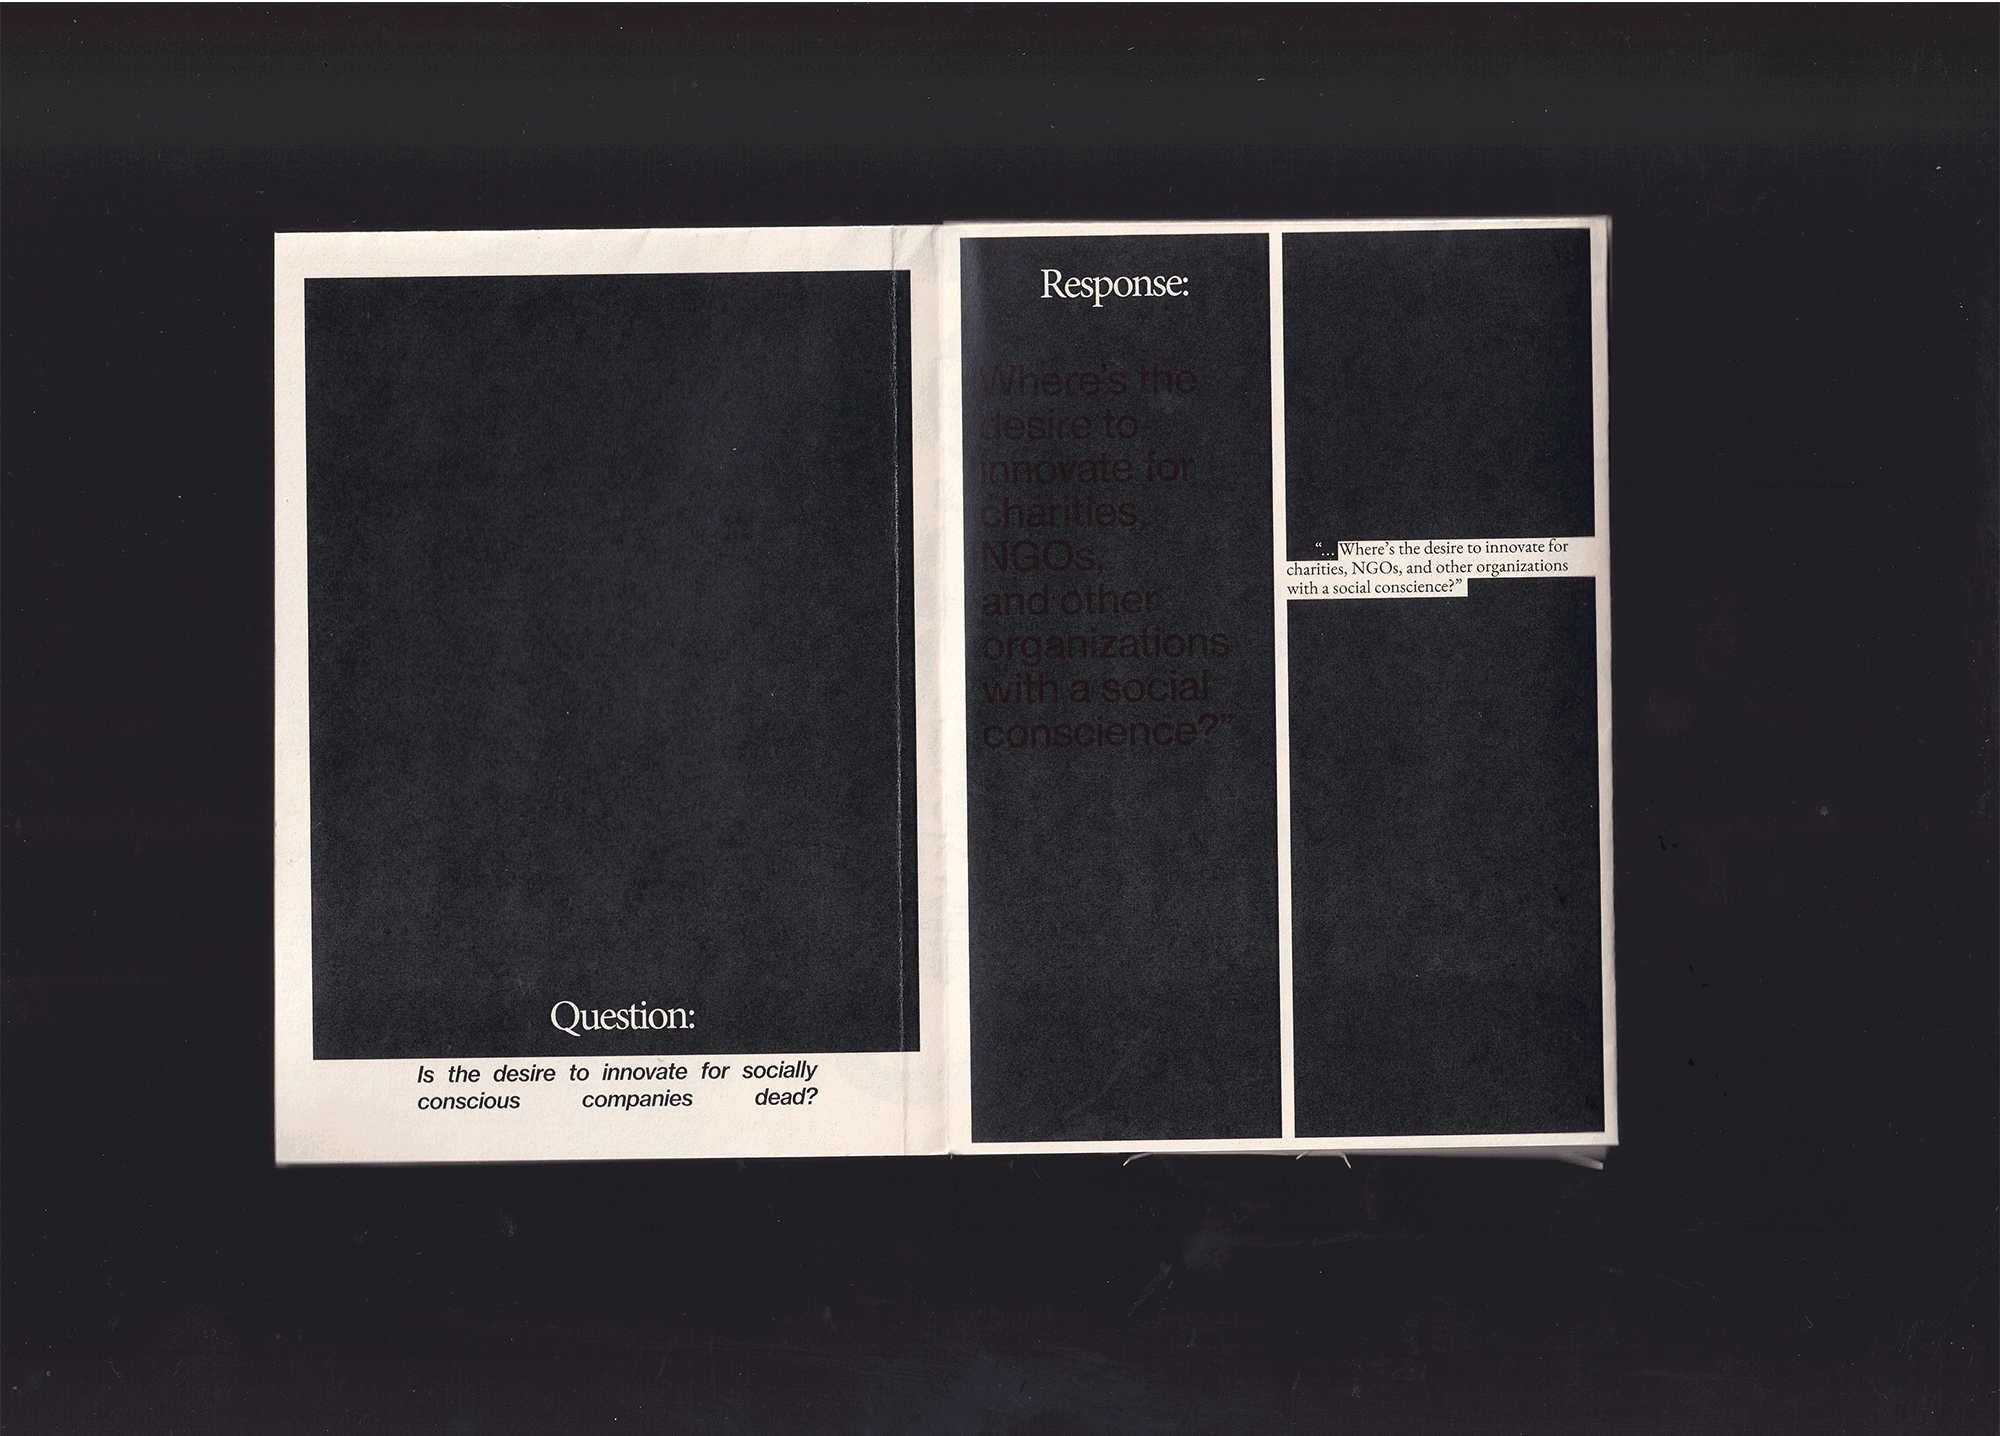 Question:
Is the desire to innovate for socially
conscious companies dead?
Response:
Where's the
desire to
innovate for
charities,
NGOs,
and other
organizations
with a social
conscience?”
“... Where’s the desire to innovate for
charities, NGOs, and other organizations
with a social conscience?”